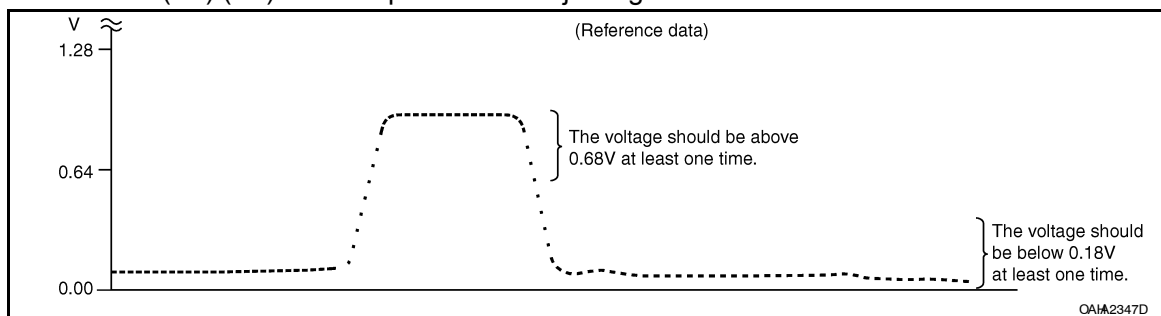 V
(Reference data)
1.28
The voltage should be above
0.68V at least one time.
0.64
The voltage should
be below 0.18V
at least one time.
0.00